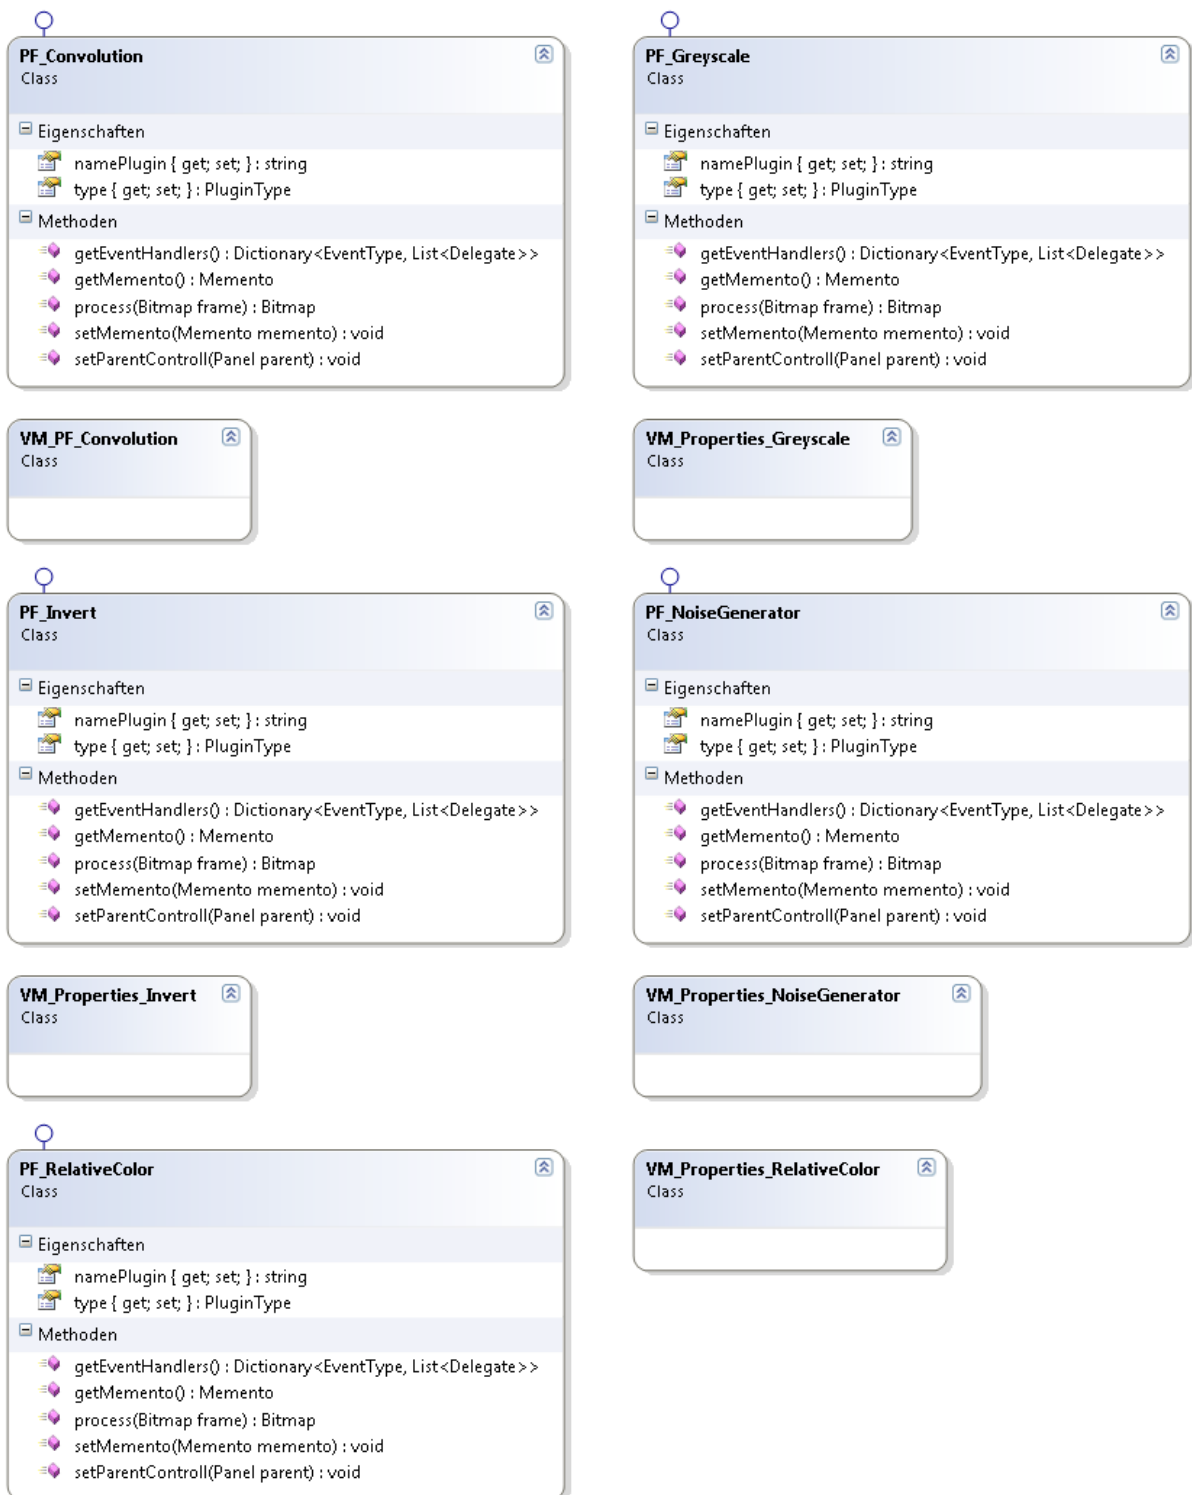 PF_Convolution
Class
Eigenschaften
namePlugin { get; set; } : string
type { get; set; } : PluginType
Methoden
getEventHandlers() : Dictionary<EventType, List<Delegate>>
getMemento() : Memento
process(Bitmap frame) : Bitmap
setMemento(Memento memento) : void
setParentControll(Panel parent) : void
PF_Greyscale
Class
Eigenschaften
namePlugin { get; set; } : string
type { get; set; } : PluginType
Methoden
getEventHandlers() : Dictionary<EventType, List<Delegate>>
getMemento() : Memento
process(Bitmap frame) : Bitmap
setMemento(Memento memento) : void
setParentControll(Panel parent) : void
VM_PF_Convolution
Class
VM_Properties_Greyscale
Class
PF_Invert
Class
Eigenschaften
namePlugin { get; set; } : string
type { get; set; } : PluginType
Methoden
getEventHandlers() : Dictionary<EventType, List<Delegate>>
getMemento() : Memento
process(Bitmap frame) : Bitmap
setMemento(Memento memento) : void
setParentControll(Panel parent) : void
PF_NoiseGenerator
Class
Eigenschaften
namePlugin { get; set; } : string
type { get; set; } : PluginType
Methoden
getEventHandlers() : Dictionary<EventType, List<Delegate>>
getMemento() : Memento
process(Bitmap frame) : Bitmap
setMemento(Memento memento) : void
setParentControll(Panel parent) : void
VM_Properties_Invert
Class
VM_Properties_NoiseGenerator
Class
PF_RelativeColor
Class
Eigenschaften
namePlugin { get; set; } : string
type { get; set; } : PluginType
Methoden
getEventHandlers() : Dictionary<EventType, List<Delegate>>
getMemento() : Memento
process(Bitmap frame) : Bitmap
setMemento(Memento memento) : void
setParentControll(Panel parent) : void
VM_Properties_RelativeColor
Class